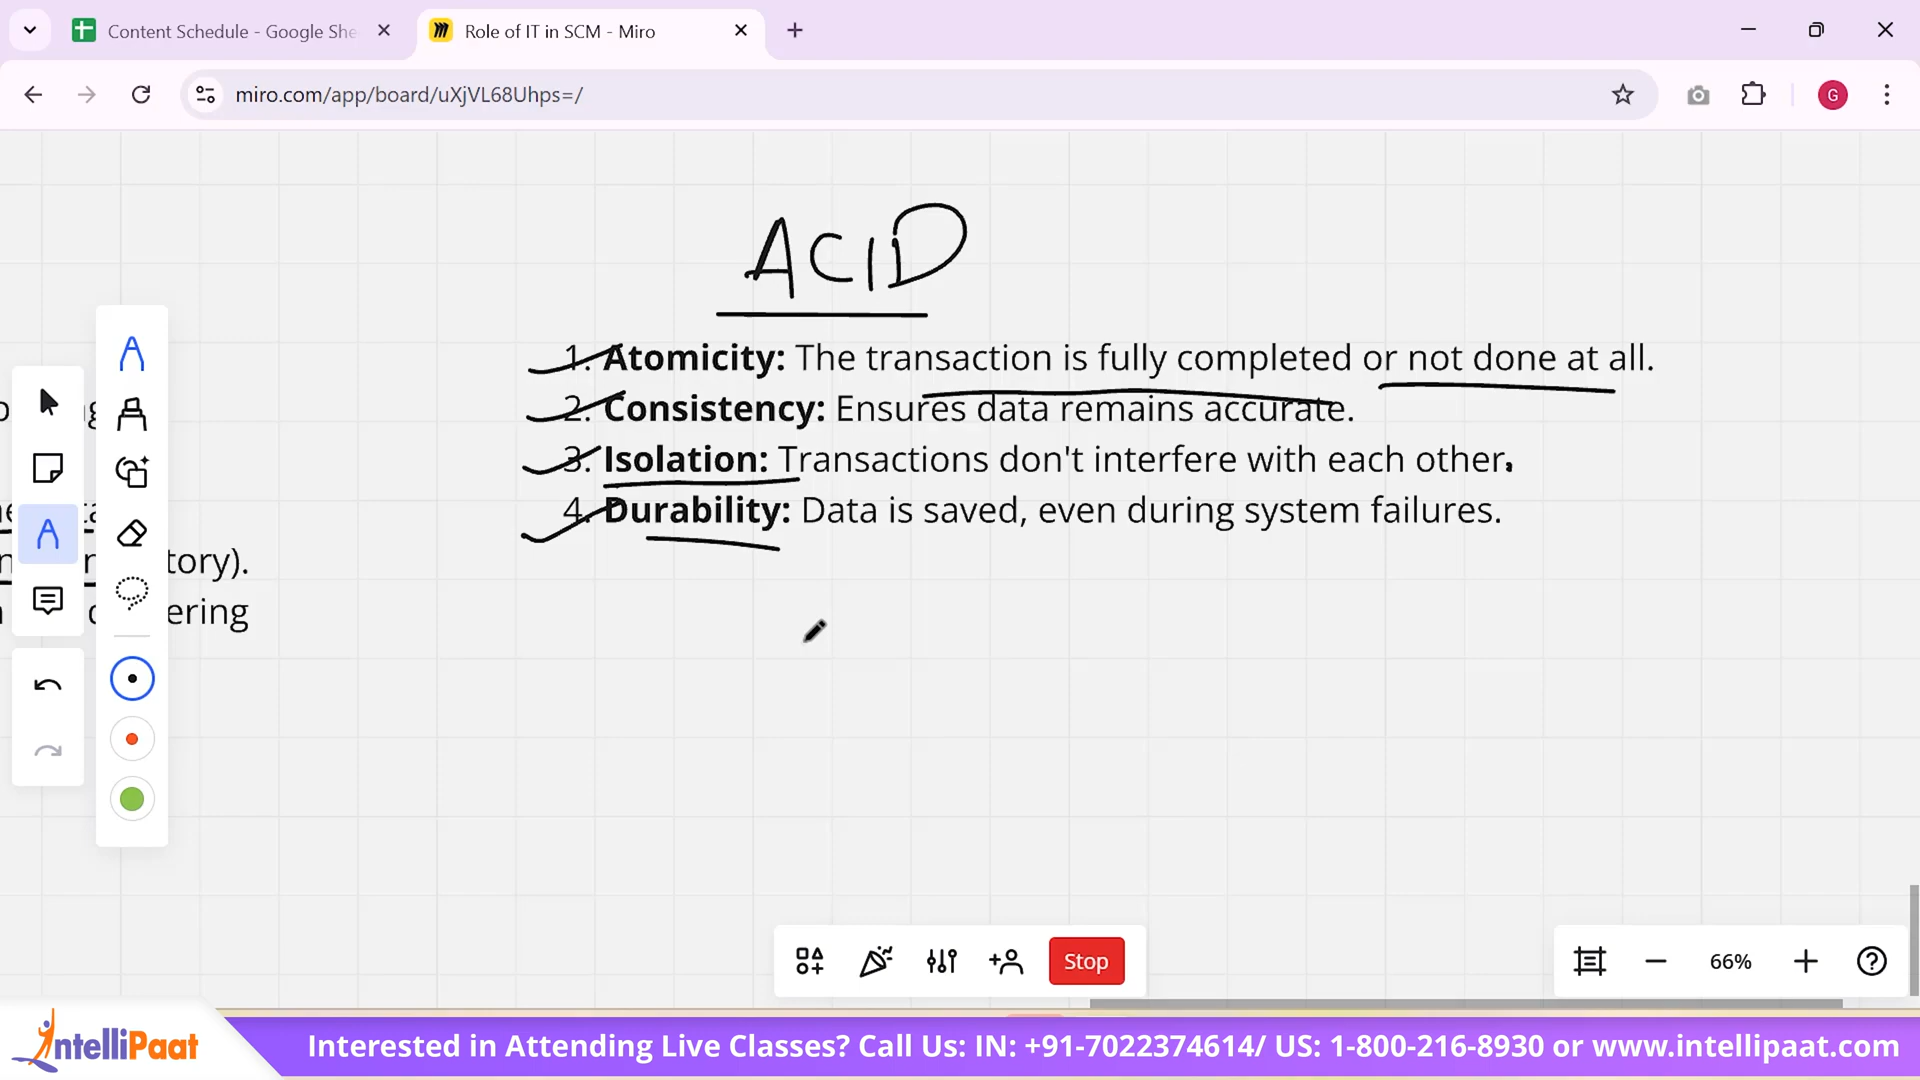 Content Schedule - Google She
Role of IT in SCM - Miro
miro.com/app/board/uXjVL68Uhps=/
G
ACID
1. Atomicity: The transaction is fully completed or not done at all.
2. Consistency: Ensures data remains accurate.
3. Isolation: Transactions don't interfere with each other.
4. Durability: Data is saved, even during system failures.
tory).
ering
Stop
66%
IntelliPaat
Interested in Attending Live Classes? Call Us: IN: +91-7022374614/ US: 1-800-216-8930 or www.intellipaat.com